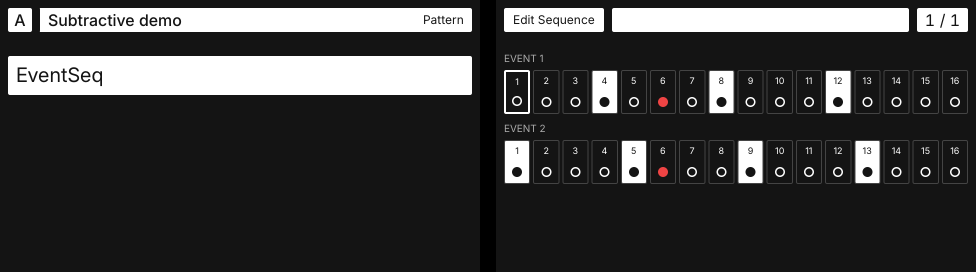 A Subtractive demo Pattern
EventSeq
Edit Sequence 1 / 1
EVENT 1
1 2 3 4 5 6 7 8 9 10 11 12 13 14 15 16
EVENT 2
1 2 3 4 5 6 7 8 9 10 11 12 13 14 15 16